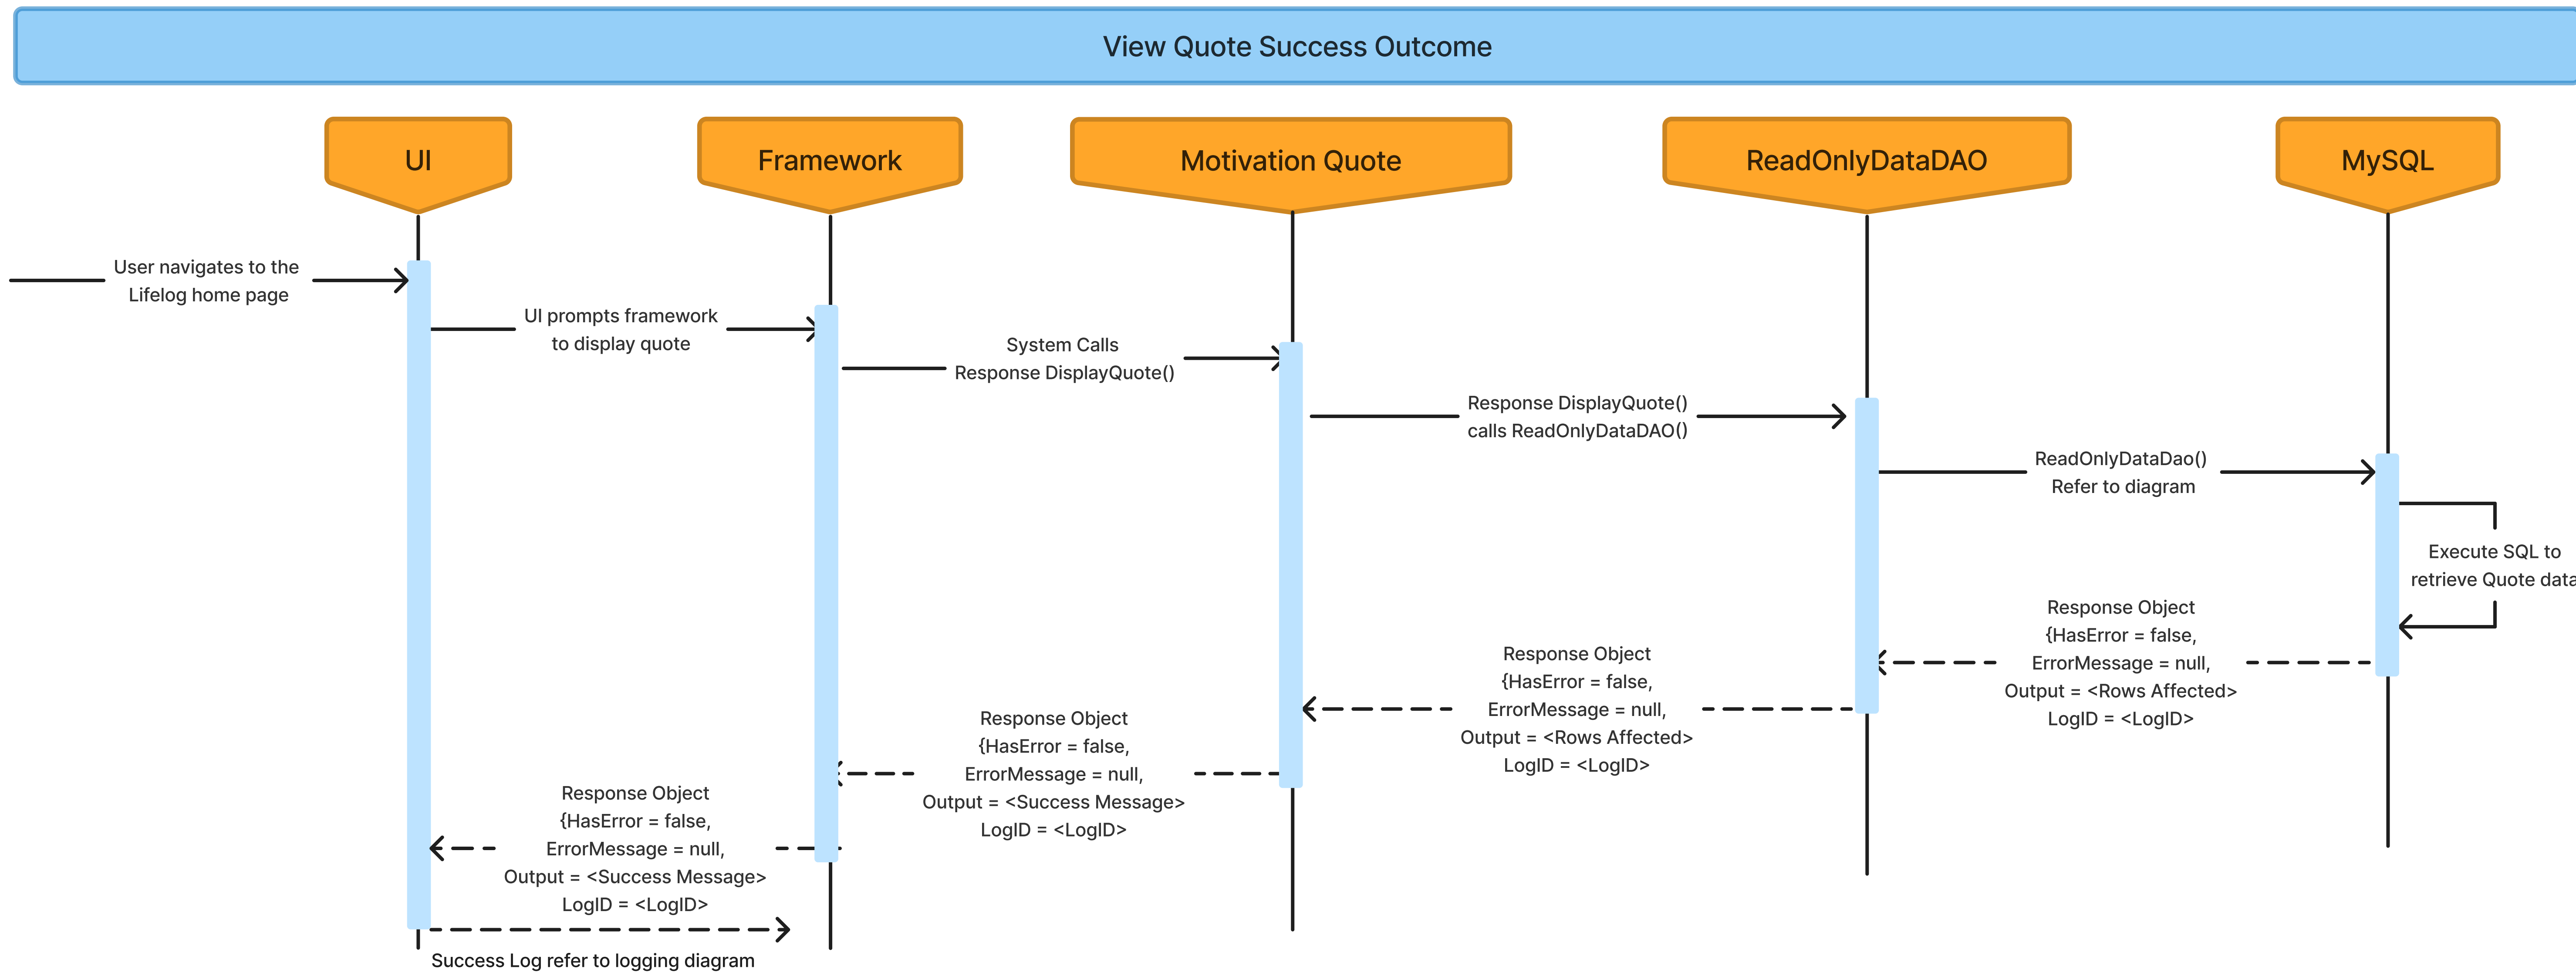 View Quote Success Outcome
UI
Framework
Motivation Quote
ReadOnlyDataDAO
MySQL
User navigates to the
Lifelog home page
UI prompts framework
to display quote
System Calls
Response DisplayQuote()
Response DisplayQuote()
calls ReadOnlyDataDAO()
ReadOnlyDataDao()
Refer to diagram
Execute SQL to
retrieve Quote data
Response Object
{HasError = false,
ErrorMessage = null,
Output = <Rows Affected>
LogID = <LogID>
Response Object
{HasError = false,
ErrorMessage = null,
Output = <Rows Affected>
LogID = <LogID>
Response Object
{HasError = false,
ErrorMessage = null,
Output = <Success Message>
LogID = <LogID>
Response Object
{HasError = false,
ErrorMessage = null,
Output = <Success Message>
LogID = <LogID>
Success Log refer to logging diagram